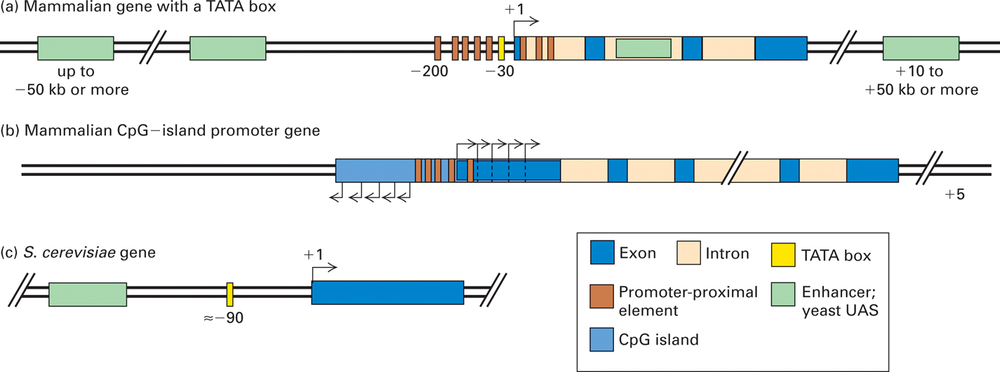 (a) Mammalian gene with a TATA box
+1
−200
−30
up to
−50 kb or more
+10 to
+50 kb or more
(b) Mammalian CpG−island promoter gene
+5
(c) S. cerevisiae gene
+1
≈−90
Exon
Intron
TATA box
Promoter-proximal
element
Enhancer;
yeast UAS
CpG island